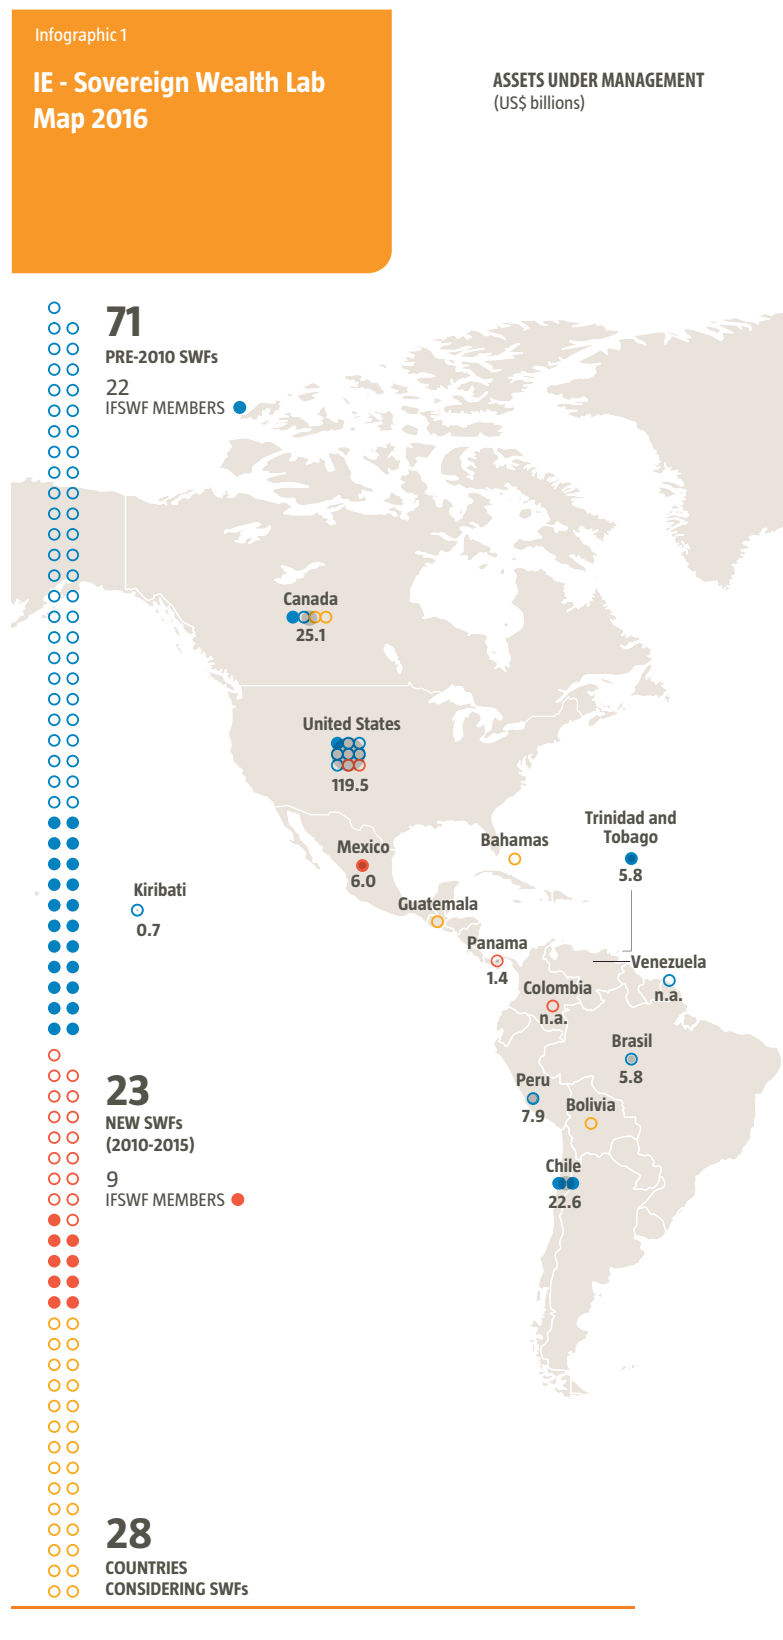 Infographic 1
IE - Sovereign Wealth Lab
Map 2016
ASSETS UNDER MANAGEMENT
(US$ billions)
71
PRE-2010 SWFs
22
IFSWF MEMBERS
Canada
25.1
United States
119.5
Mexico
6.0
Bahamas
Trinidad and
Tobago
5.8
Kiribati
0.7
Guatemala
Panama
1.4
Venezuela
n.a.
Colombia
n.a.
Brasil
5.8
Peru
7.9
Bolivia
Chile
22.6
23
NEW SWFs
(2010-2015)
9
IFSWF MEMBERS
28
COUNTRIES
CONSIDERING SWFs